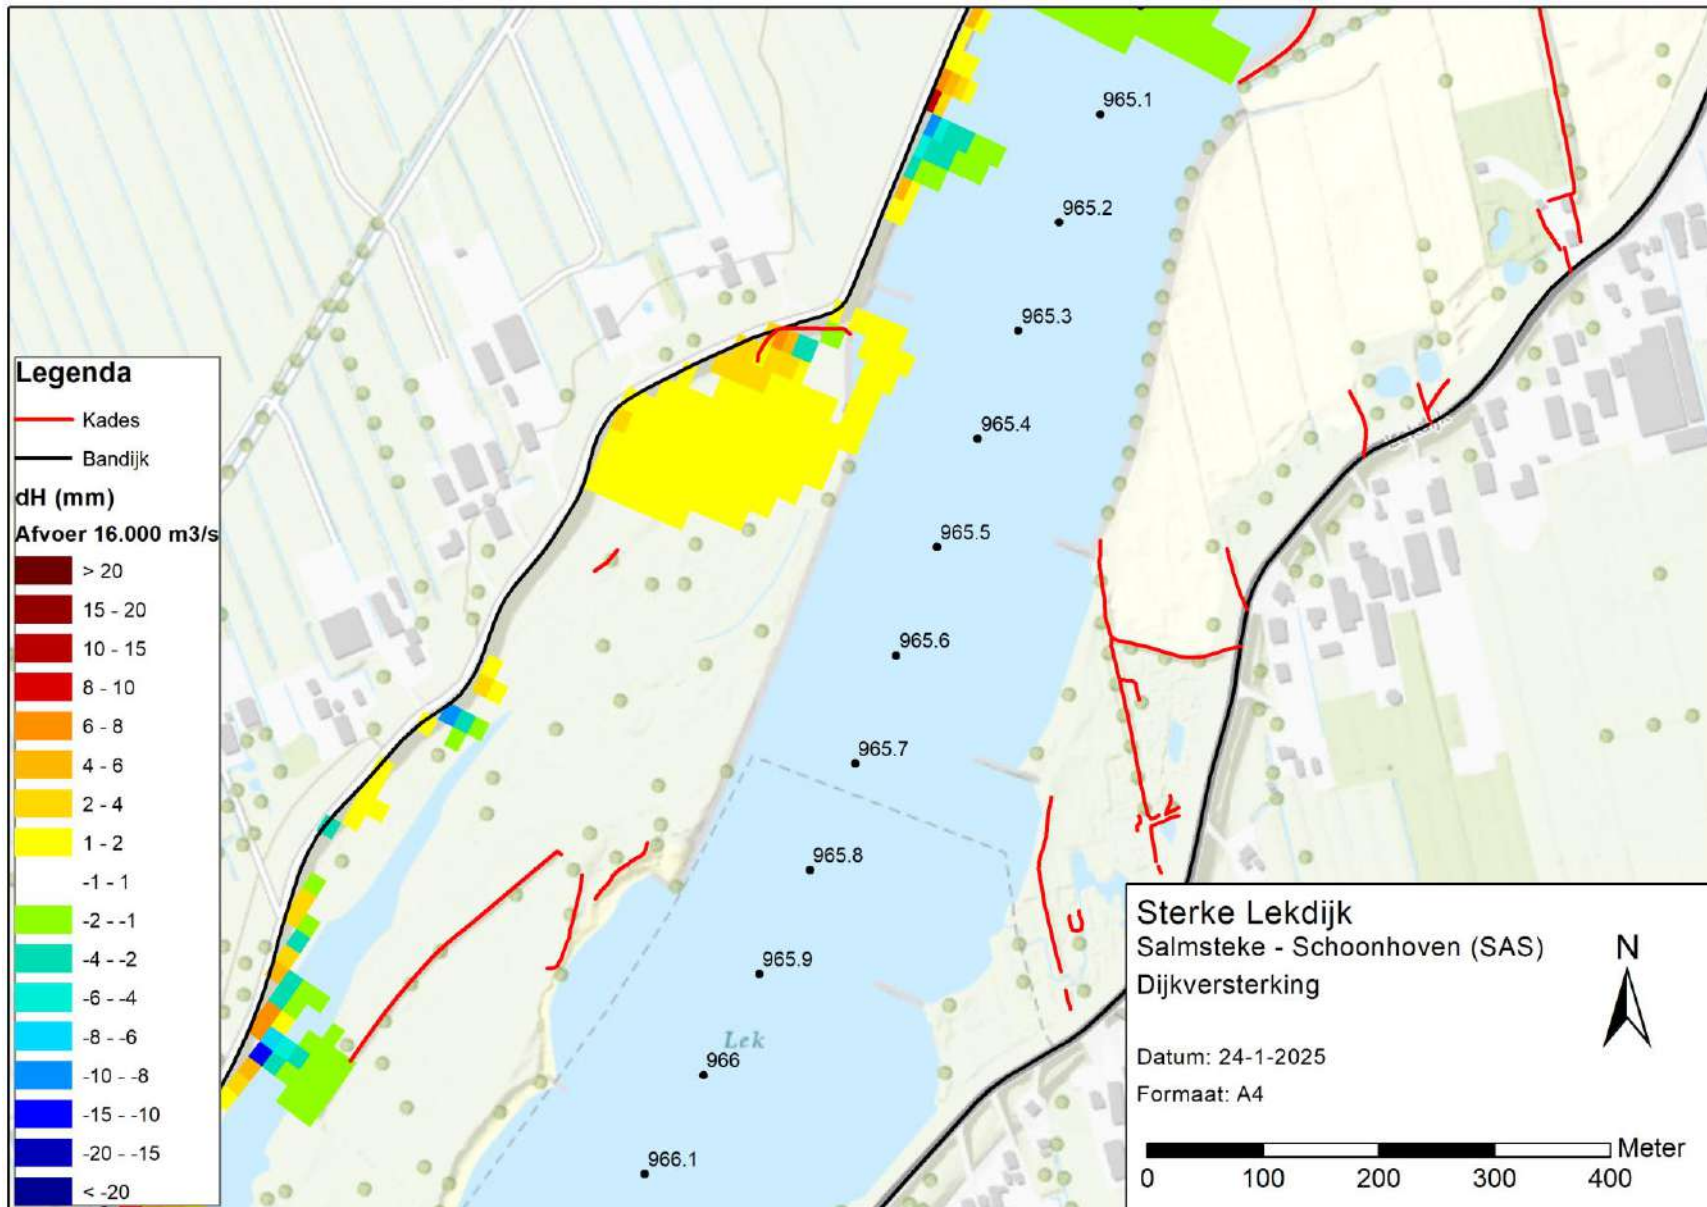 965.1
965.2
965.3
965.4
965.5
965.6
965.7
965.8
965.9
966
966.1
Lek
Legenda
Kades
Bandijk
dH (mm)
Afvoer 16.000 m3/s
> 20
15 - 20
10 - 15
8 - 10
6 - 8
4 - 6
2 - 4
1 - 2
-1 - 1
-2 - -1
-4 - -2
-6 - -4
-8 - -6
-10 - -8
-15 - -10
-20 - -15
< -20
Sterke Lekdijk
Salmsteke - Schoonhoven (SAS)
Dijkversterking
N
Datum: 24-1-2025
Formaat: A4
Meter
0 100 200 300 400